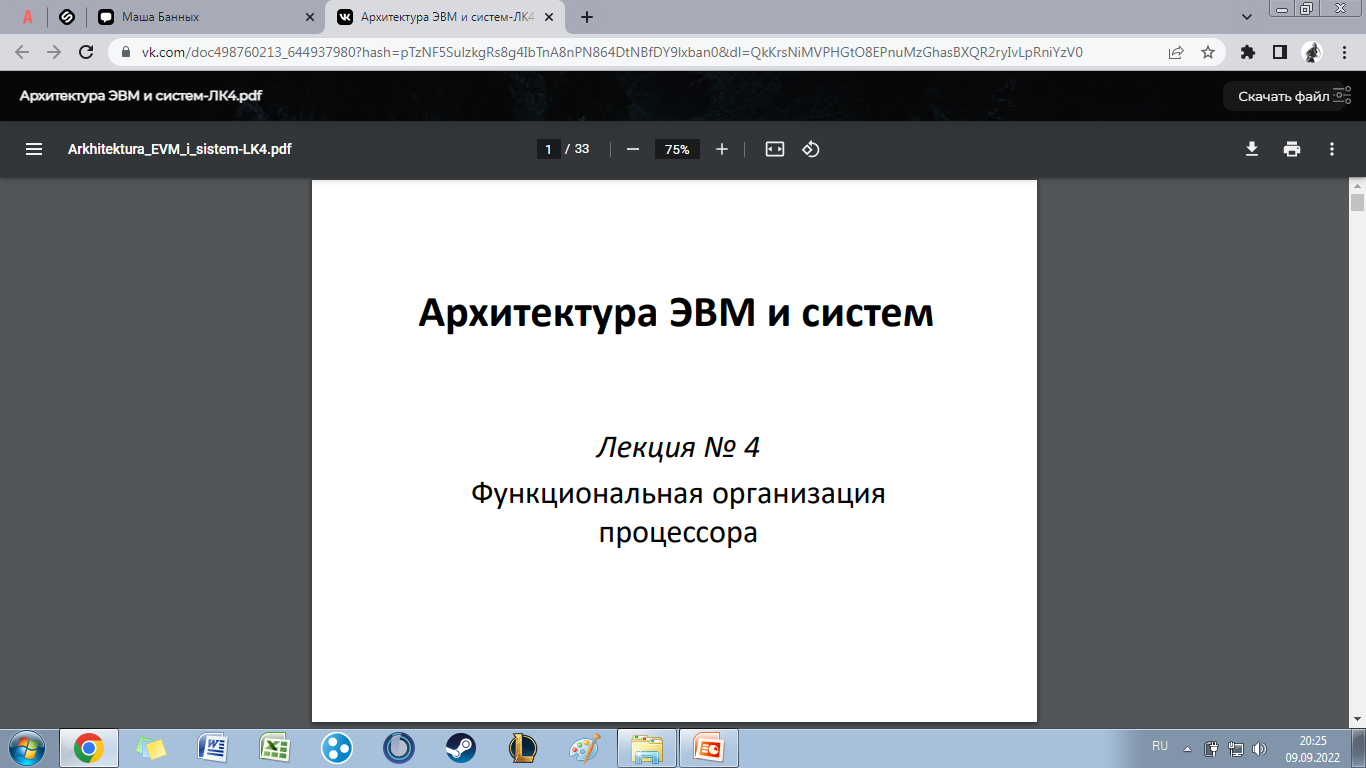 Маша Банных
Архитектура ЭВМ и систем-ЛК4
vk.com/doc498760213_644937980?hash=pTzNF5SulzkgRs8g4IbTnA8nPN864DtNBfDY9lxban0&dl=QkKrsNiMVPHGtO8EPnuMzGhasBXQR2ryIvLpRniYzV0
Архитектура ЭВМ и систем-ЛК4.pdf
Скачать файл
Arkhitektura_EVM_i_sistem-LK4.pdf
1 / 33
75%
Архитектура ЭВМ и систем
Лекция № 4
Функциональная организация
процессора
RU
20:25
09.09.2022